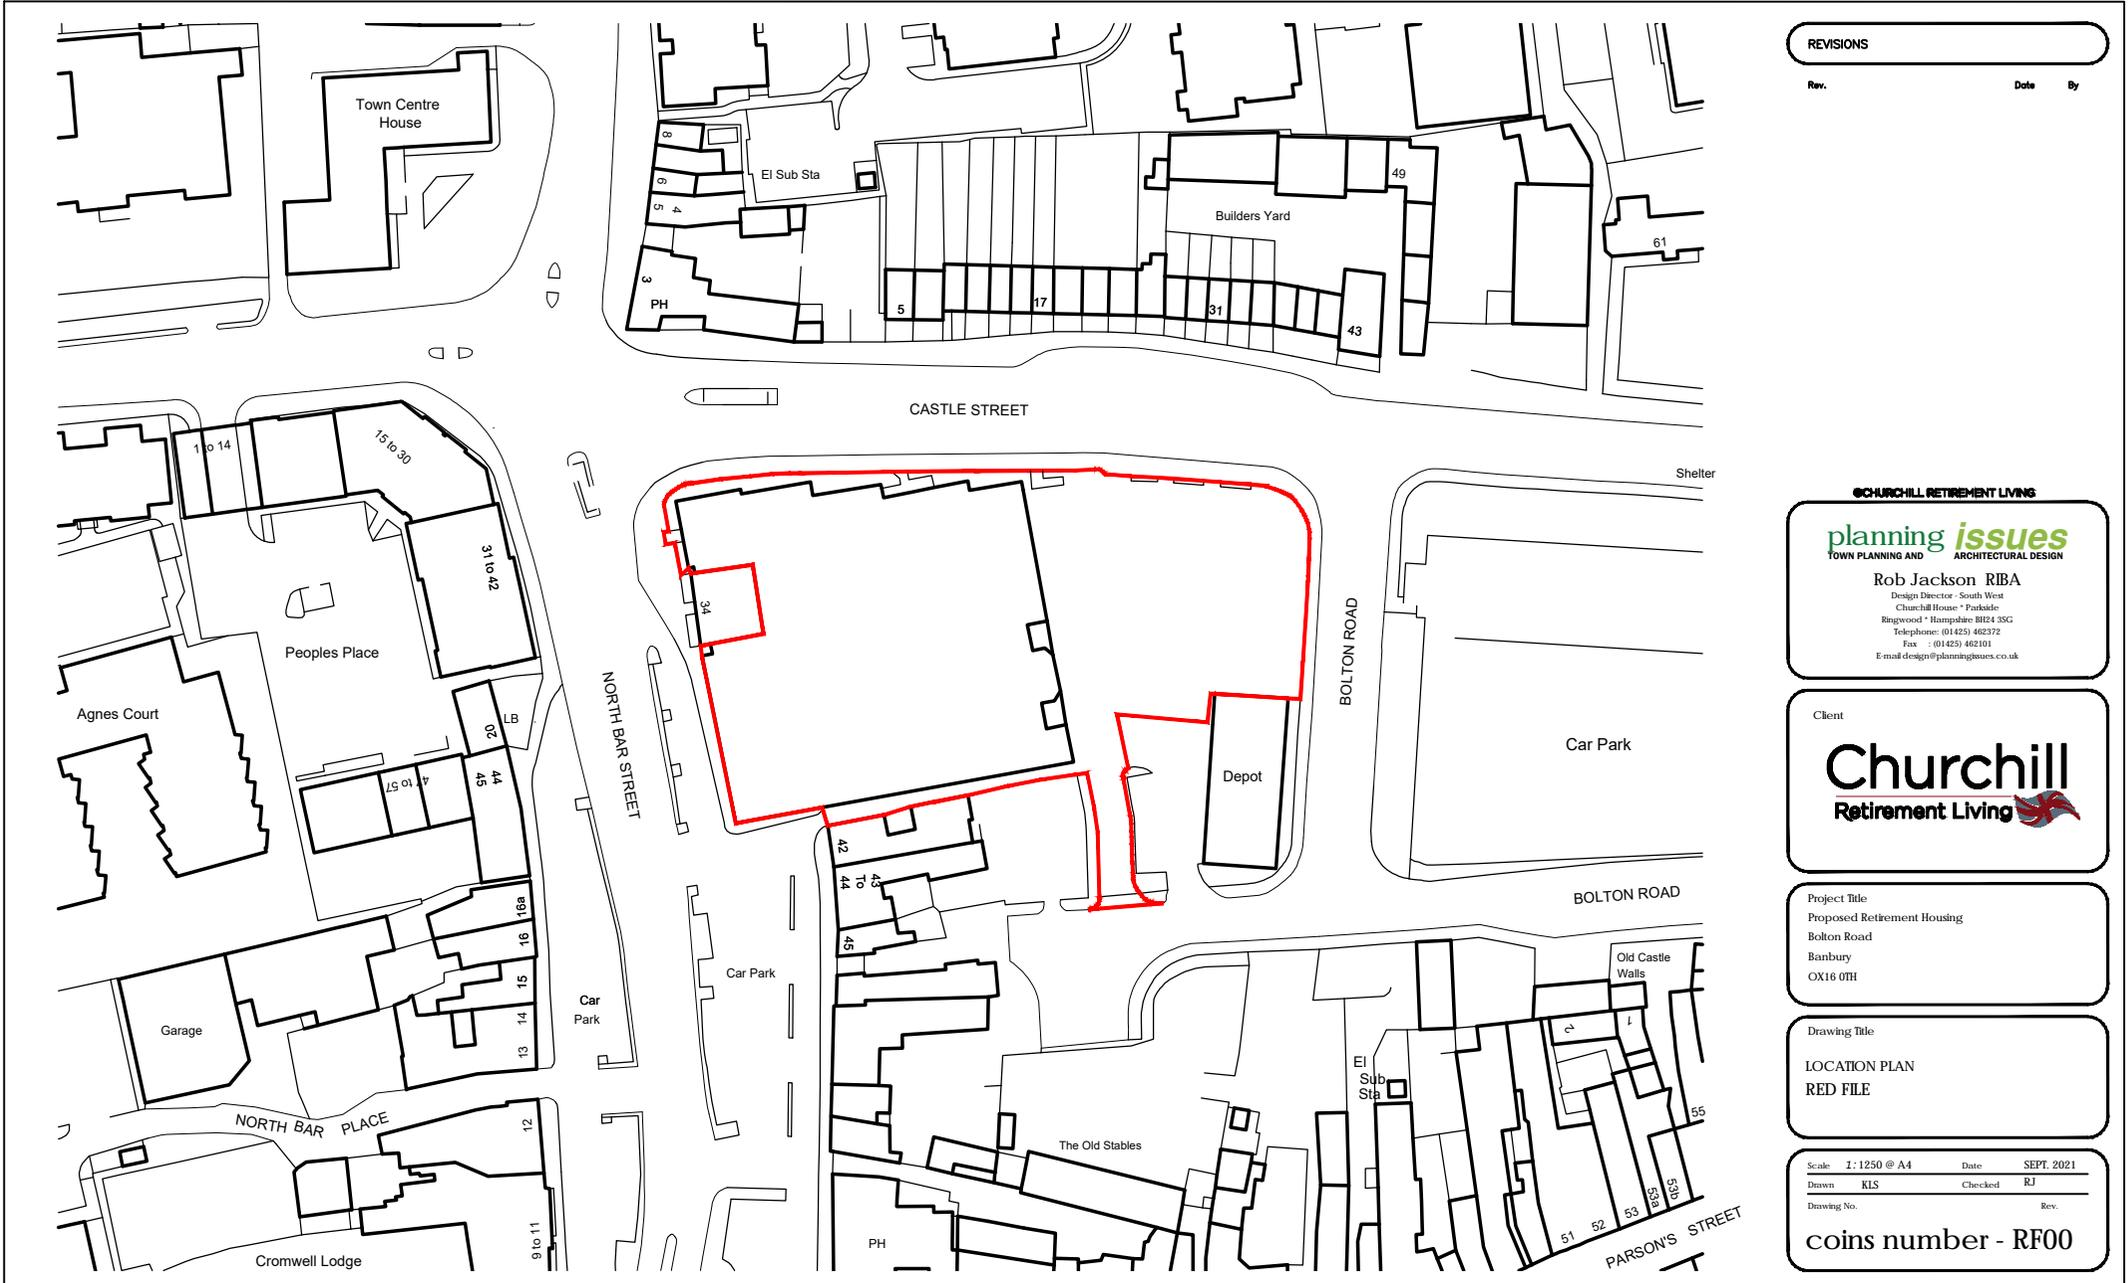 Town Centre
House
El Sub Sta
8
6
5
4
3
PH
5
17
31
43
Builders Yard
49
61
CASTLE STREET
Shelter
1 to 14
15 to 30
31 to 42
Peoples Place
Agnes Court
LB
20
44
45
47 to 57
34
NORTH BAR STREET
BOLTON ROAD
Car Park
Depot
BOLTON ROAD
42
43
To
44
45
16a
16
15
14
13
Garage
Car
Park
Car Park
NORTH BAR PLACE
12
9 to 11
Cromwell Lodge
PH
The Old Stables
El
Sub
Sta
Old Castle
Walls
2
1
51
52
53
53a
53b
55
PARSON'S STREET
REVISIONS
Rev. Date By
©CHURCHILL RETIREMENT LIVING
planning issues
TOWN PLANNING AND ARCHITECTURAL DESIGN
Rob Jackson RIBA
Design Director - South West
Churchill House * Parkside
Ringwood * Hampshire BH24 3SG
Telephone: (01425) 462372
Fax : (01425) 462101
E-mail design@planningissues.co.uk
Client
Churchill
Retirement Living
Project Title
Proposed Retirement Housing
Bolton Road
Banbury
OX16 0TH
Drawing Title
LOCATION PLAN
RED FILE
Scale 1:1250 @ A4 Date SEPT. 2021
Drawn KLS Checked RJ
Drawing No. Rev.
coins number - RF00